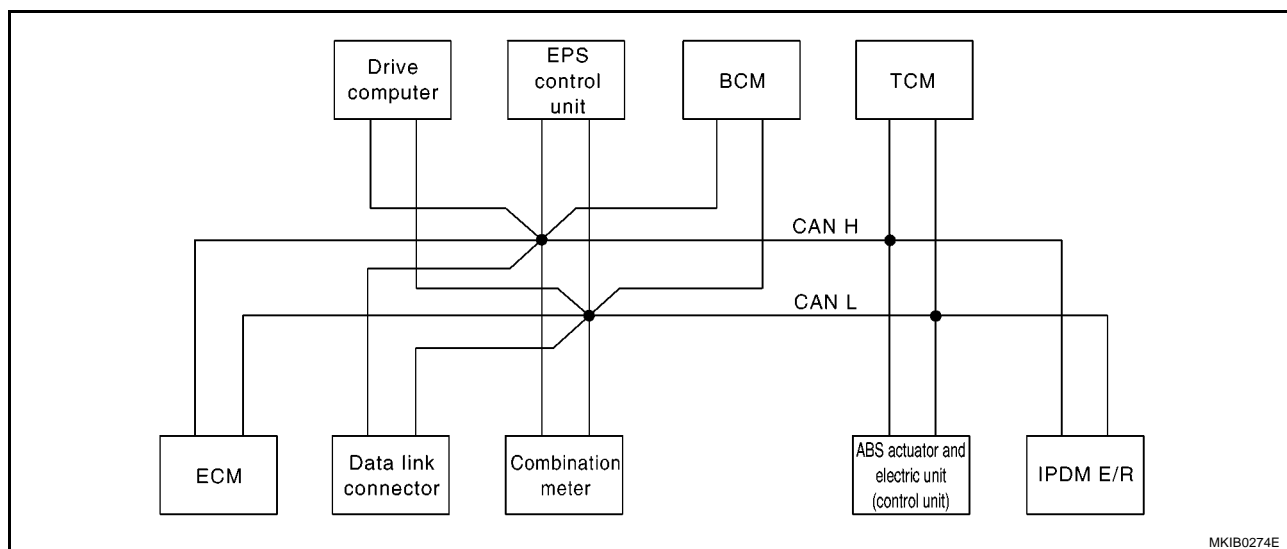 Drive
computer
EPS
control
unit
BCM
TCM
CAN H
CAN L
ECM
Data link
connector
Combination
meter
ABS actuator and
electric unit
(control unit)
IPDM E/R
MKIB0274E